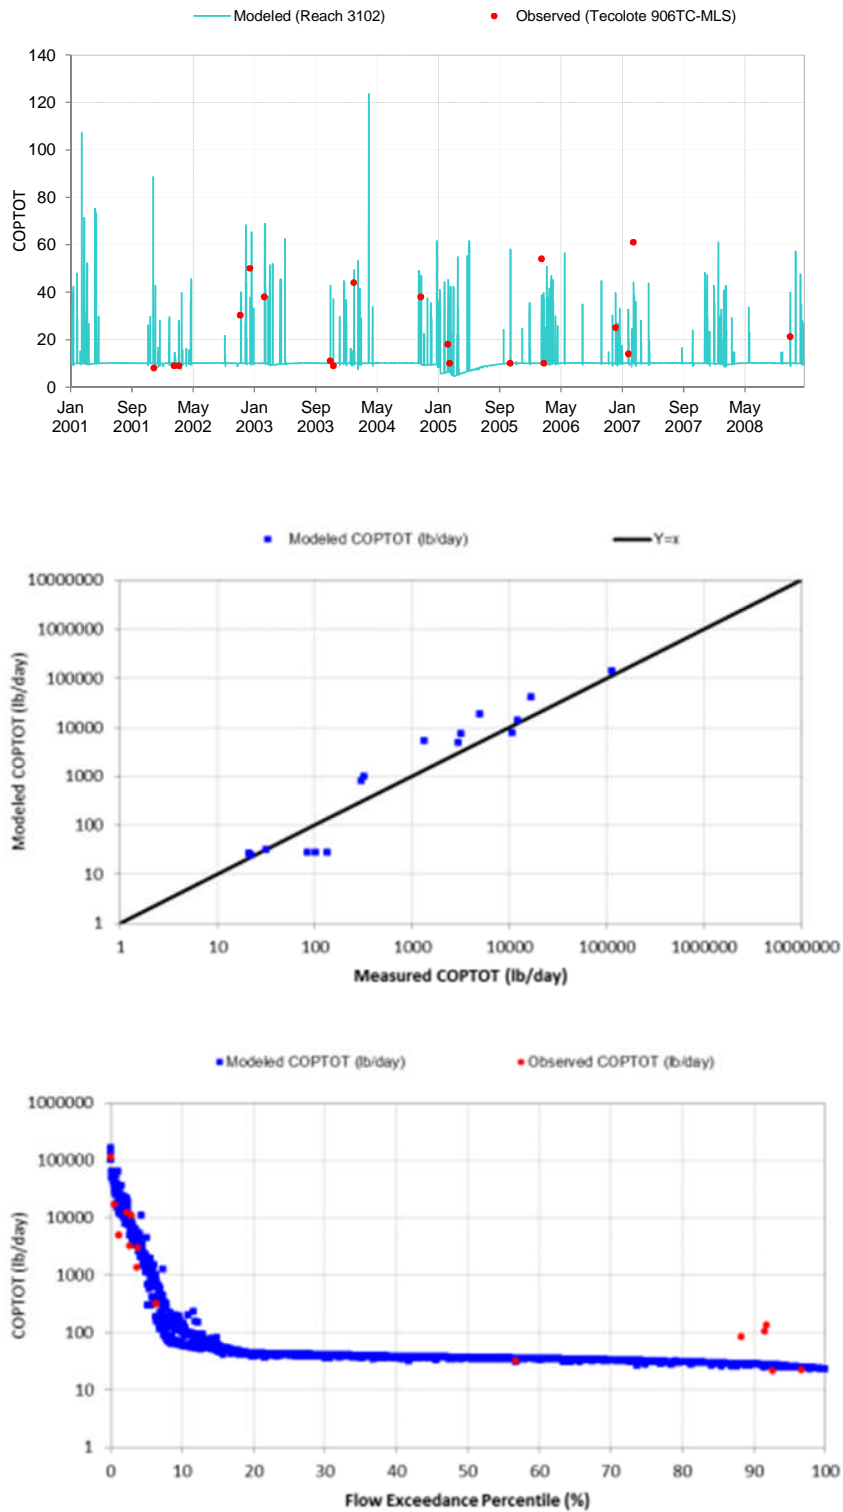 Modeled (Reach 3102) Observed (Tecolote 906TC-MLS)
140
120
100
80
60
40
20
0
COPTOT
Jan 2001
Sep 2001
May 2002
Jan 2003
Sep 2003
May 2004
Jan 2005
Sep 2005
May 2006
Jan 2007
Sep 2007
May 2008
Modeled COPTOT (lb/day) Y=x
10000000
1000000
100000
10000
1000
100
10
1
Modeled COPTOT (lb/day)
1 10 100 1000 10000 100000 1000000 10000000
Measured COPTOT (lb/day)
Modeled COPTOT (lb/day) Observed COPTOT (lb/day)
1000000
100000
10000
1000
100
10
1
COPTOT (lb/day)
0 10 20 30 40 50 60 70 80 90 100
Flow Exceedance Percentile (%)